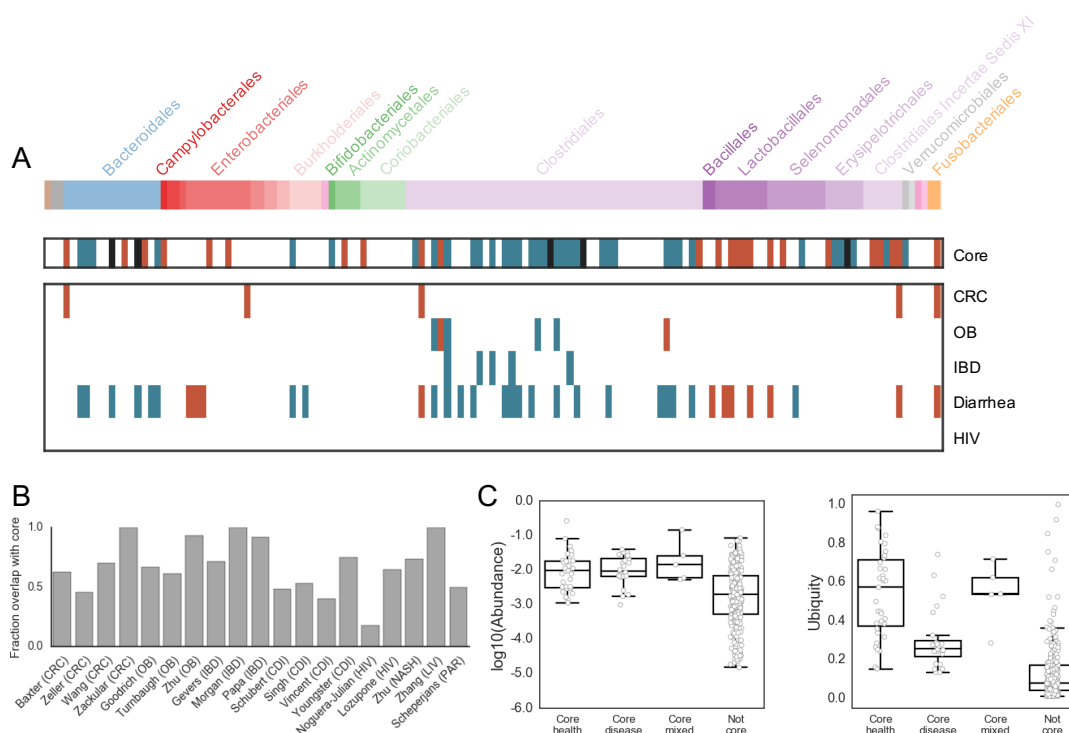 A
Bacteroidales
Campylobacterales
Enterobacteriales
Burkholderiales
Bifidobacteriales
Actinomycetales
Coriobacteriales
Clostridiales
Bacillales
Lactobacillales
Selenomonadales
Erysipelotrichales
Clostridiales Incertae Sedis XI
Verrucomicrobiales
Fusobacteriales
Core
CRC
OB
IBD
Diarrhea
HIV
B
Fraction overlap with core
1.0
0.5
0.0
Baxter (CRC)
Zeller (CRC)
Wang (CRC)
Zackular (CRC)
Goodrich (OB)
Turnbaugh (OB)
Zhu (OB)
Gevers (IBD)
Morgan (IBD)
Papa (IBD)
Schubert (CDI)
Singh (CDI)
Vincent (CDI)
Youngster (CDI)
Noguera-Julian (HIV)
Lozupone (HIV)
Zhu (NASH)
Zhang (LIV)
Scheperjans (PAR)
C
log10(Abundance)
0.0
-1.0
-2.0
-3.0
-4.0
-5.0
-6.0
Core health
Core disease
Core mixed
Not core
Ubiquity
1.0
0.8
0.6
0.4
0.2
0.0
Core health
Core disease
Core mixed
Not core